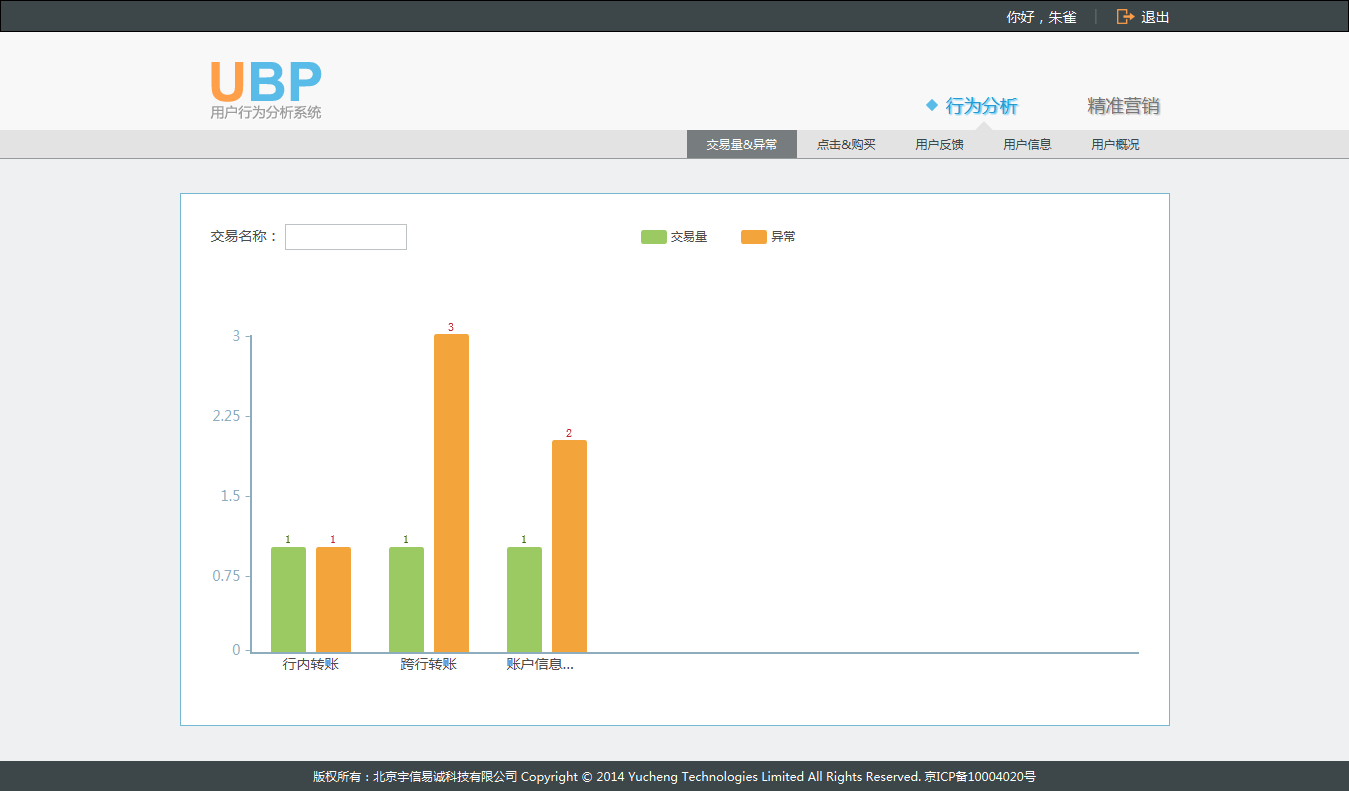 你好，朱雀
退出
UBP
用户行为分析系统
行为分析
精准营销
交易量&异常
点击&购买
用户反馈
用户信息
用户概况
交易名称：
交易量
异常
3
2.25
1.5
0.75
0
1
1
1
3
1
2
行内转账
跨行转账
账户信息...
版权所有：北京宇信易诚科技有限公司 Copyright © 2014 Yucheng Technologies Limited All Rights Reserved. 京ICP备10004020号